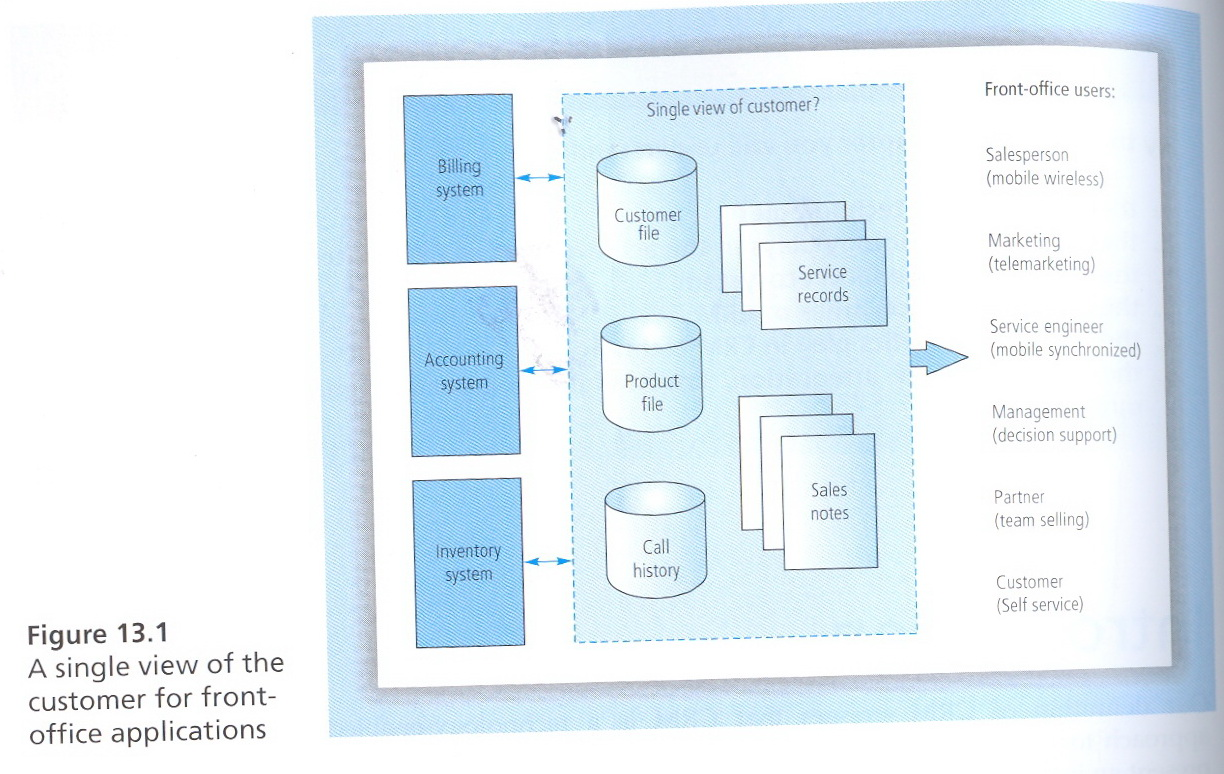 Single view of customer?
Billing
system
Accounting
system
Inventory
system
Customer
file
Product
file
Call
history
Service
records
Sales
notes
Front-office users:
Salesperson
(mobile wireless)
Marketing
(telemarketing)
Service engineer
(mobile synchronized)
Management
(decision support)
Partner
(team selling)
Customer
(Self service)
Figure 13.1
A single view of the
customer for front-
office applications